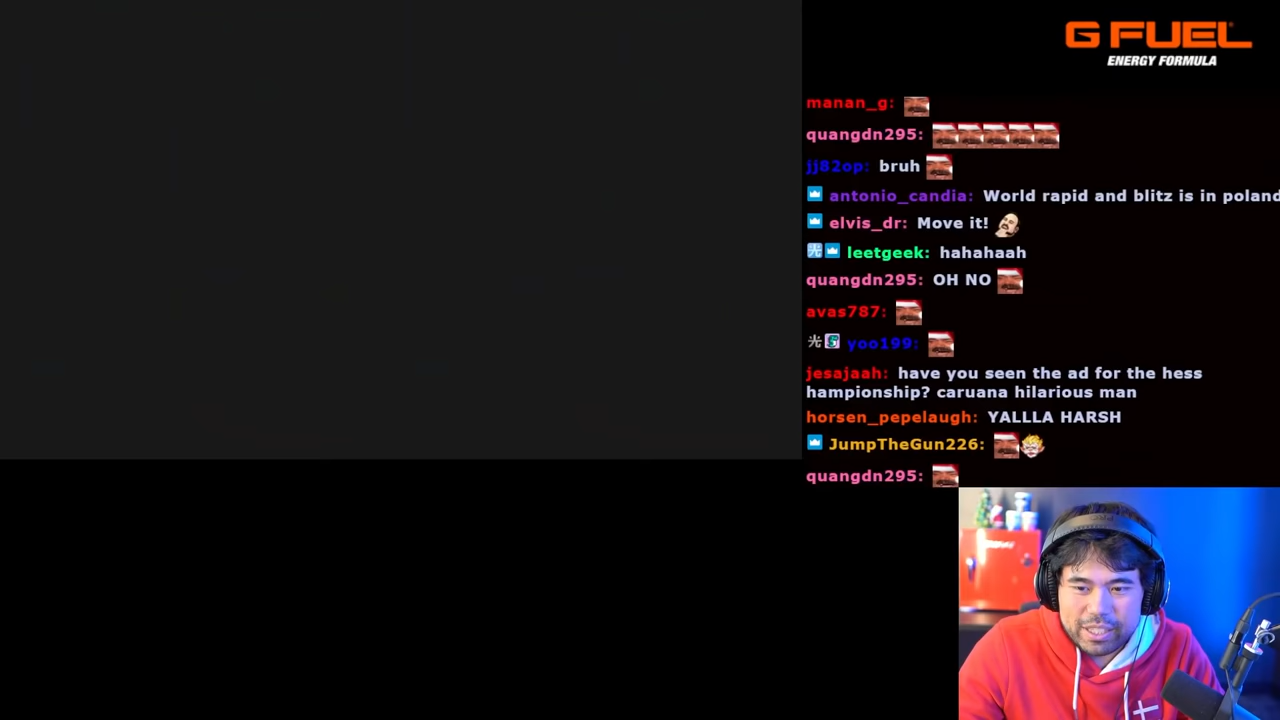 G FUEL
ENERGY FORMULA
manan_g:
quangdn295:
jj82op: bruh
antonio_candia: World rapid and blitz is in poland
elvis_dr: Move it!
光 leetgeek: hahahaah
quangdn295: OH NO
avas787:
光 yoo199:
jesajaah: have you seen the ad for the hess
hampionship? caruana hilarious man
horsen_pepelaugh: YALLLA HARSH
JumpTheGun226:
quangdn295: